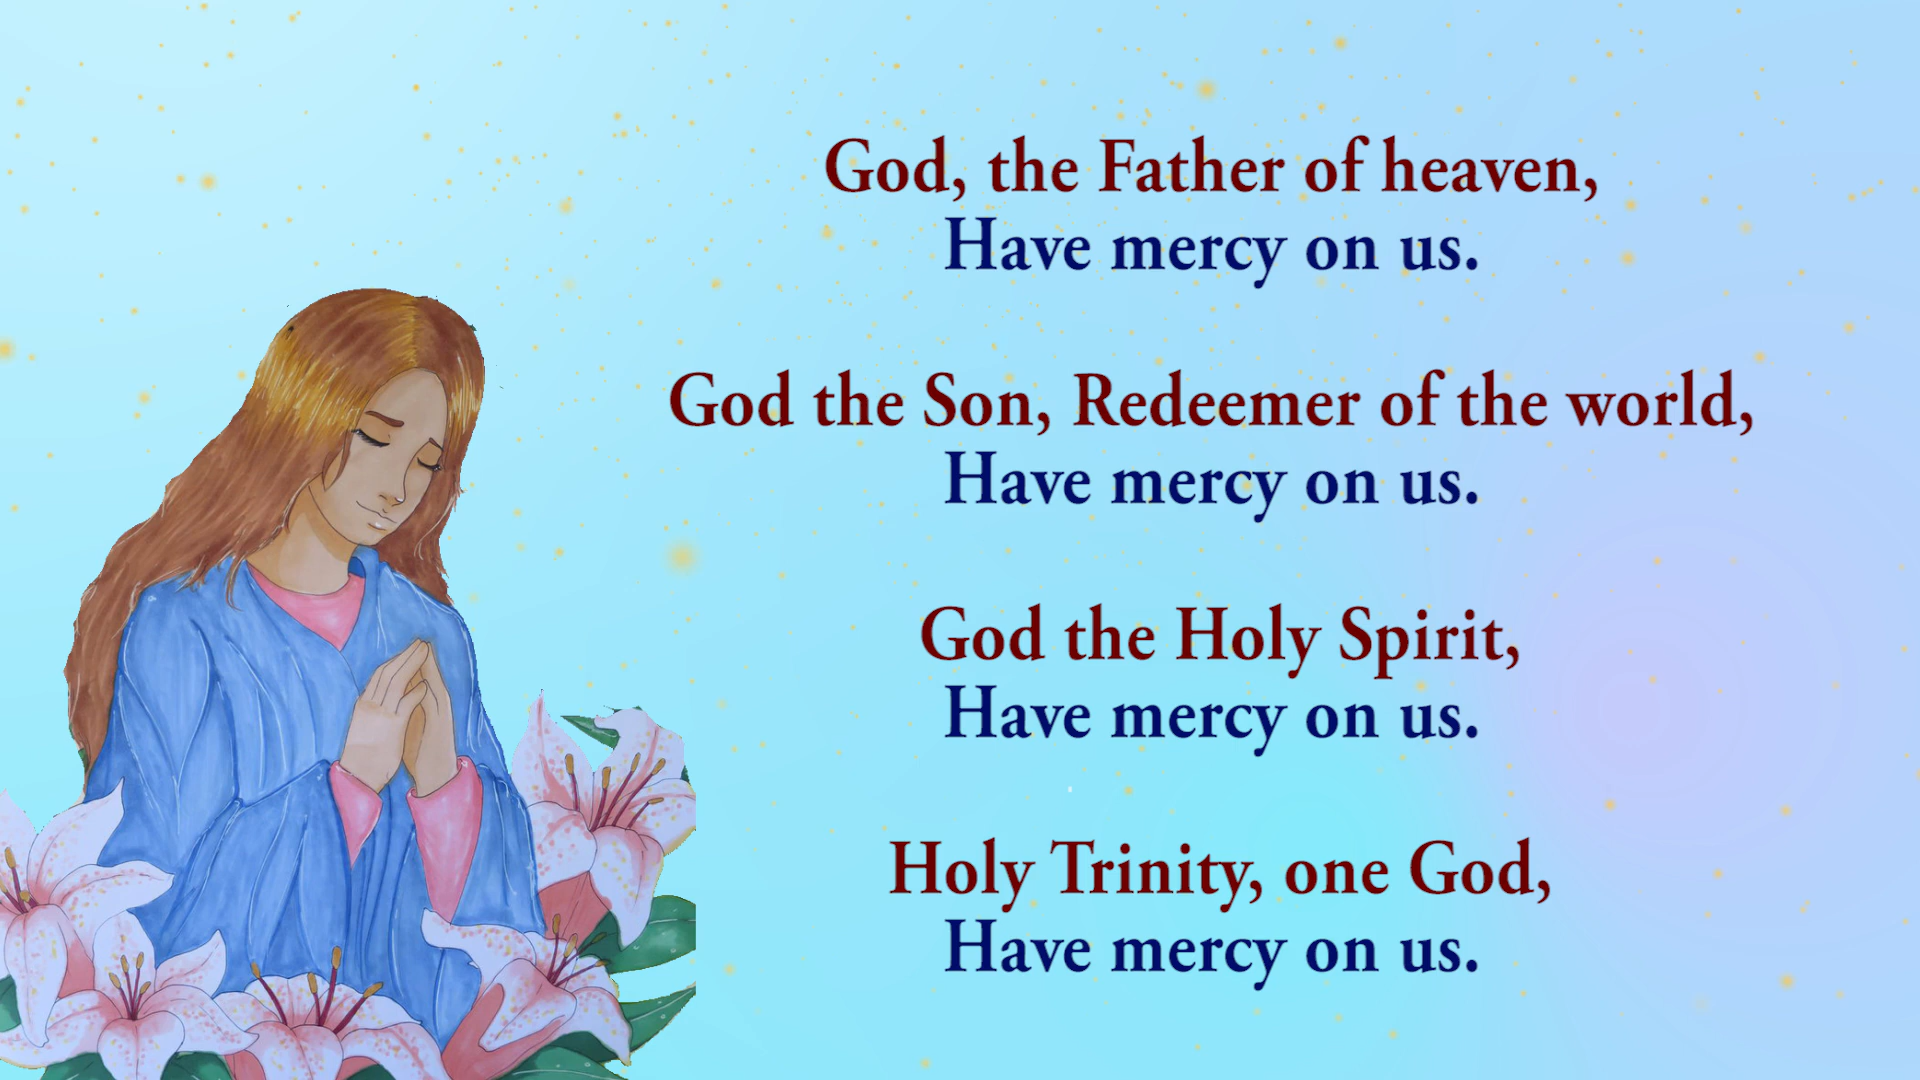 God, the Father of heaven,
Have mercy on us.
God the Son, Redeemer of the world,
Have mercy on us.
God the Holy Spirit,
Have mercy on us.
Holy Trinity, one God,
Have mercy on us.